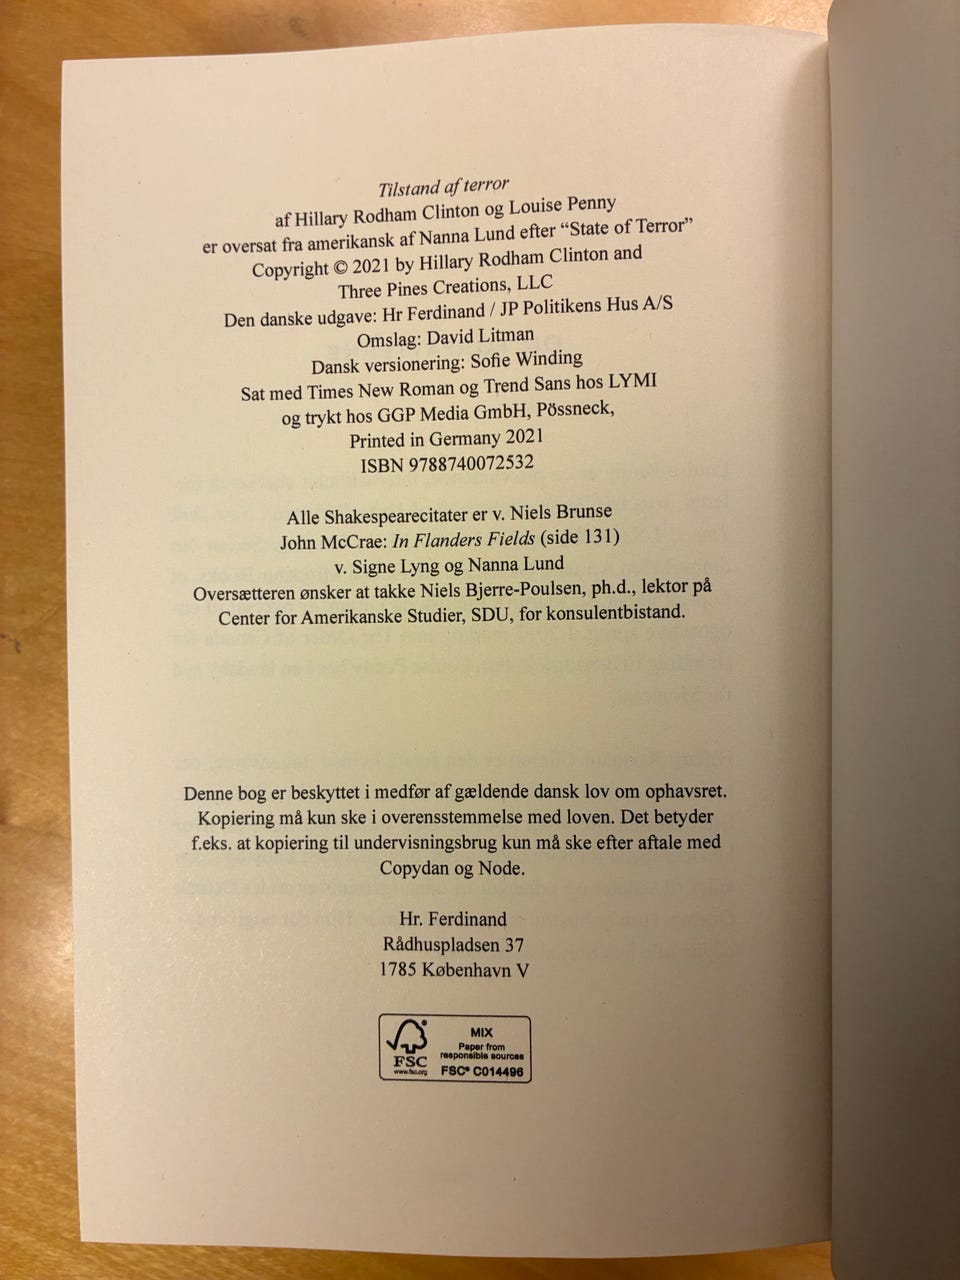 Tilstand af terror
af Hillary Rodham Clinton og Louise Penny
er oversat fra amerikansk af Nanna Lund efter “State of Terror”
Copyright © 2021 by Hillary Rodham Clinton and
Three Pines Creations, LLC
Den danske udgave: Hr Ferdinand / JP Politikens Hus A/S
Omslag: David Litman
Dansk versionering: Sofie Winding
Sat med Times New Roman og Trend Sans hos LYMI
og trykt hos GGP Media GmbH, Pössneck,
Printed in Germany 2021
ISBN 9788740072532
Alle Shakespearecitater er v. Niels Brunse
John McCrae: In Flanders Fields (side 131)
v. Signe Lyng og Nanna Lund
Oversætteren ønsker at takke Niels Bjerre-Poulsen, ph.d., lektor på
Center for Amerikanske Studier, SDU, for konsulentbistand.
Denne bog er beskyttet i medfør af gældende dansk lov om ophavsret.
Kopiering må kun ske i overensstemmelse med loven. Det betyder
f.eks. at kopiering til undervisningsbrug kun må ske efter aftale med
Copydan og Node.
Hr. Ferdinand
Rådhuspladsen 37
1785 København V
FSC
www.fsc.org
MIX
Paper from
responsible sources
FSC® C014496